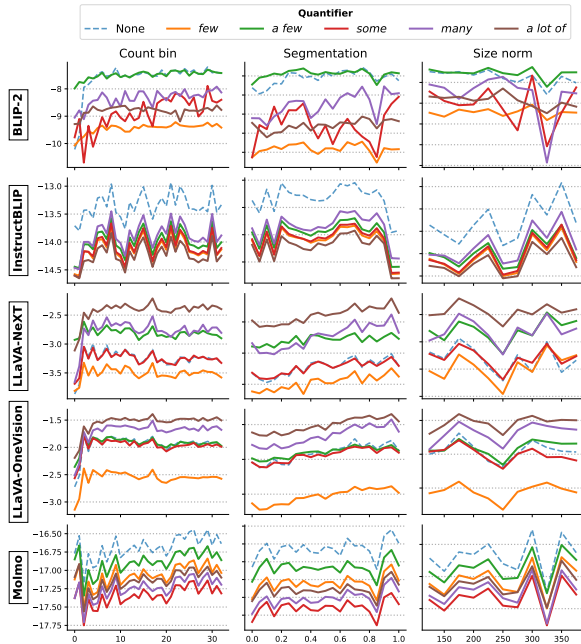 Quantifier
None few a few some many a lot of
Count bin Segmentation Size norm
BLIP-2
−8
−9
−10
InstructBLIP
−13.0
−13.5
−14.0
−14.5
LLaVA-NeXT
−2.5
−3.0
−3.5
LLaVA-OneVision
−1.5
−2.0
−2.5
−3.0
Molmo
−16.50
−16.75
−17.00
−17.25
−17.50
−17.75
0 10 20 30 0.0 0.2 0.4 0.6 0.8 1.0 150 200 250 300 350